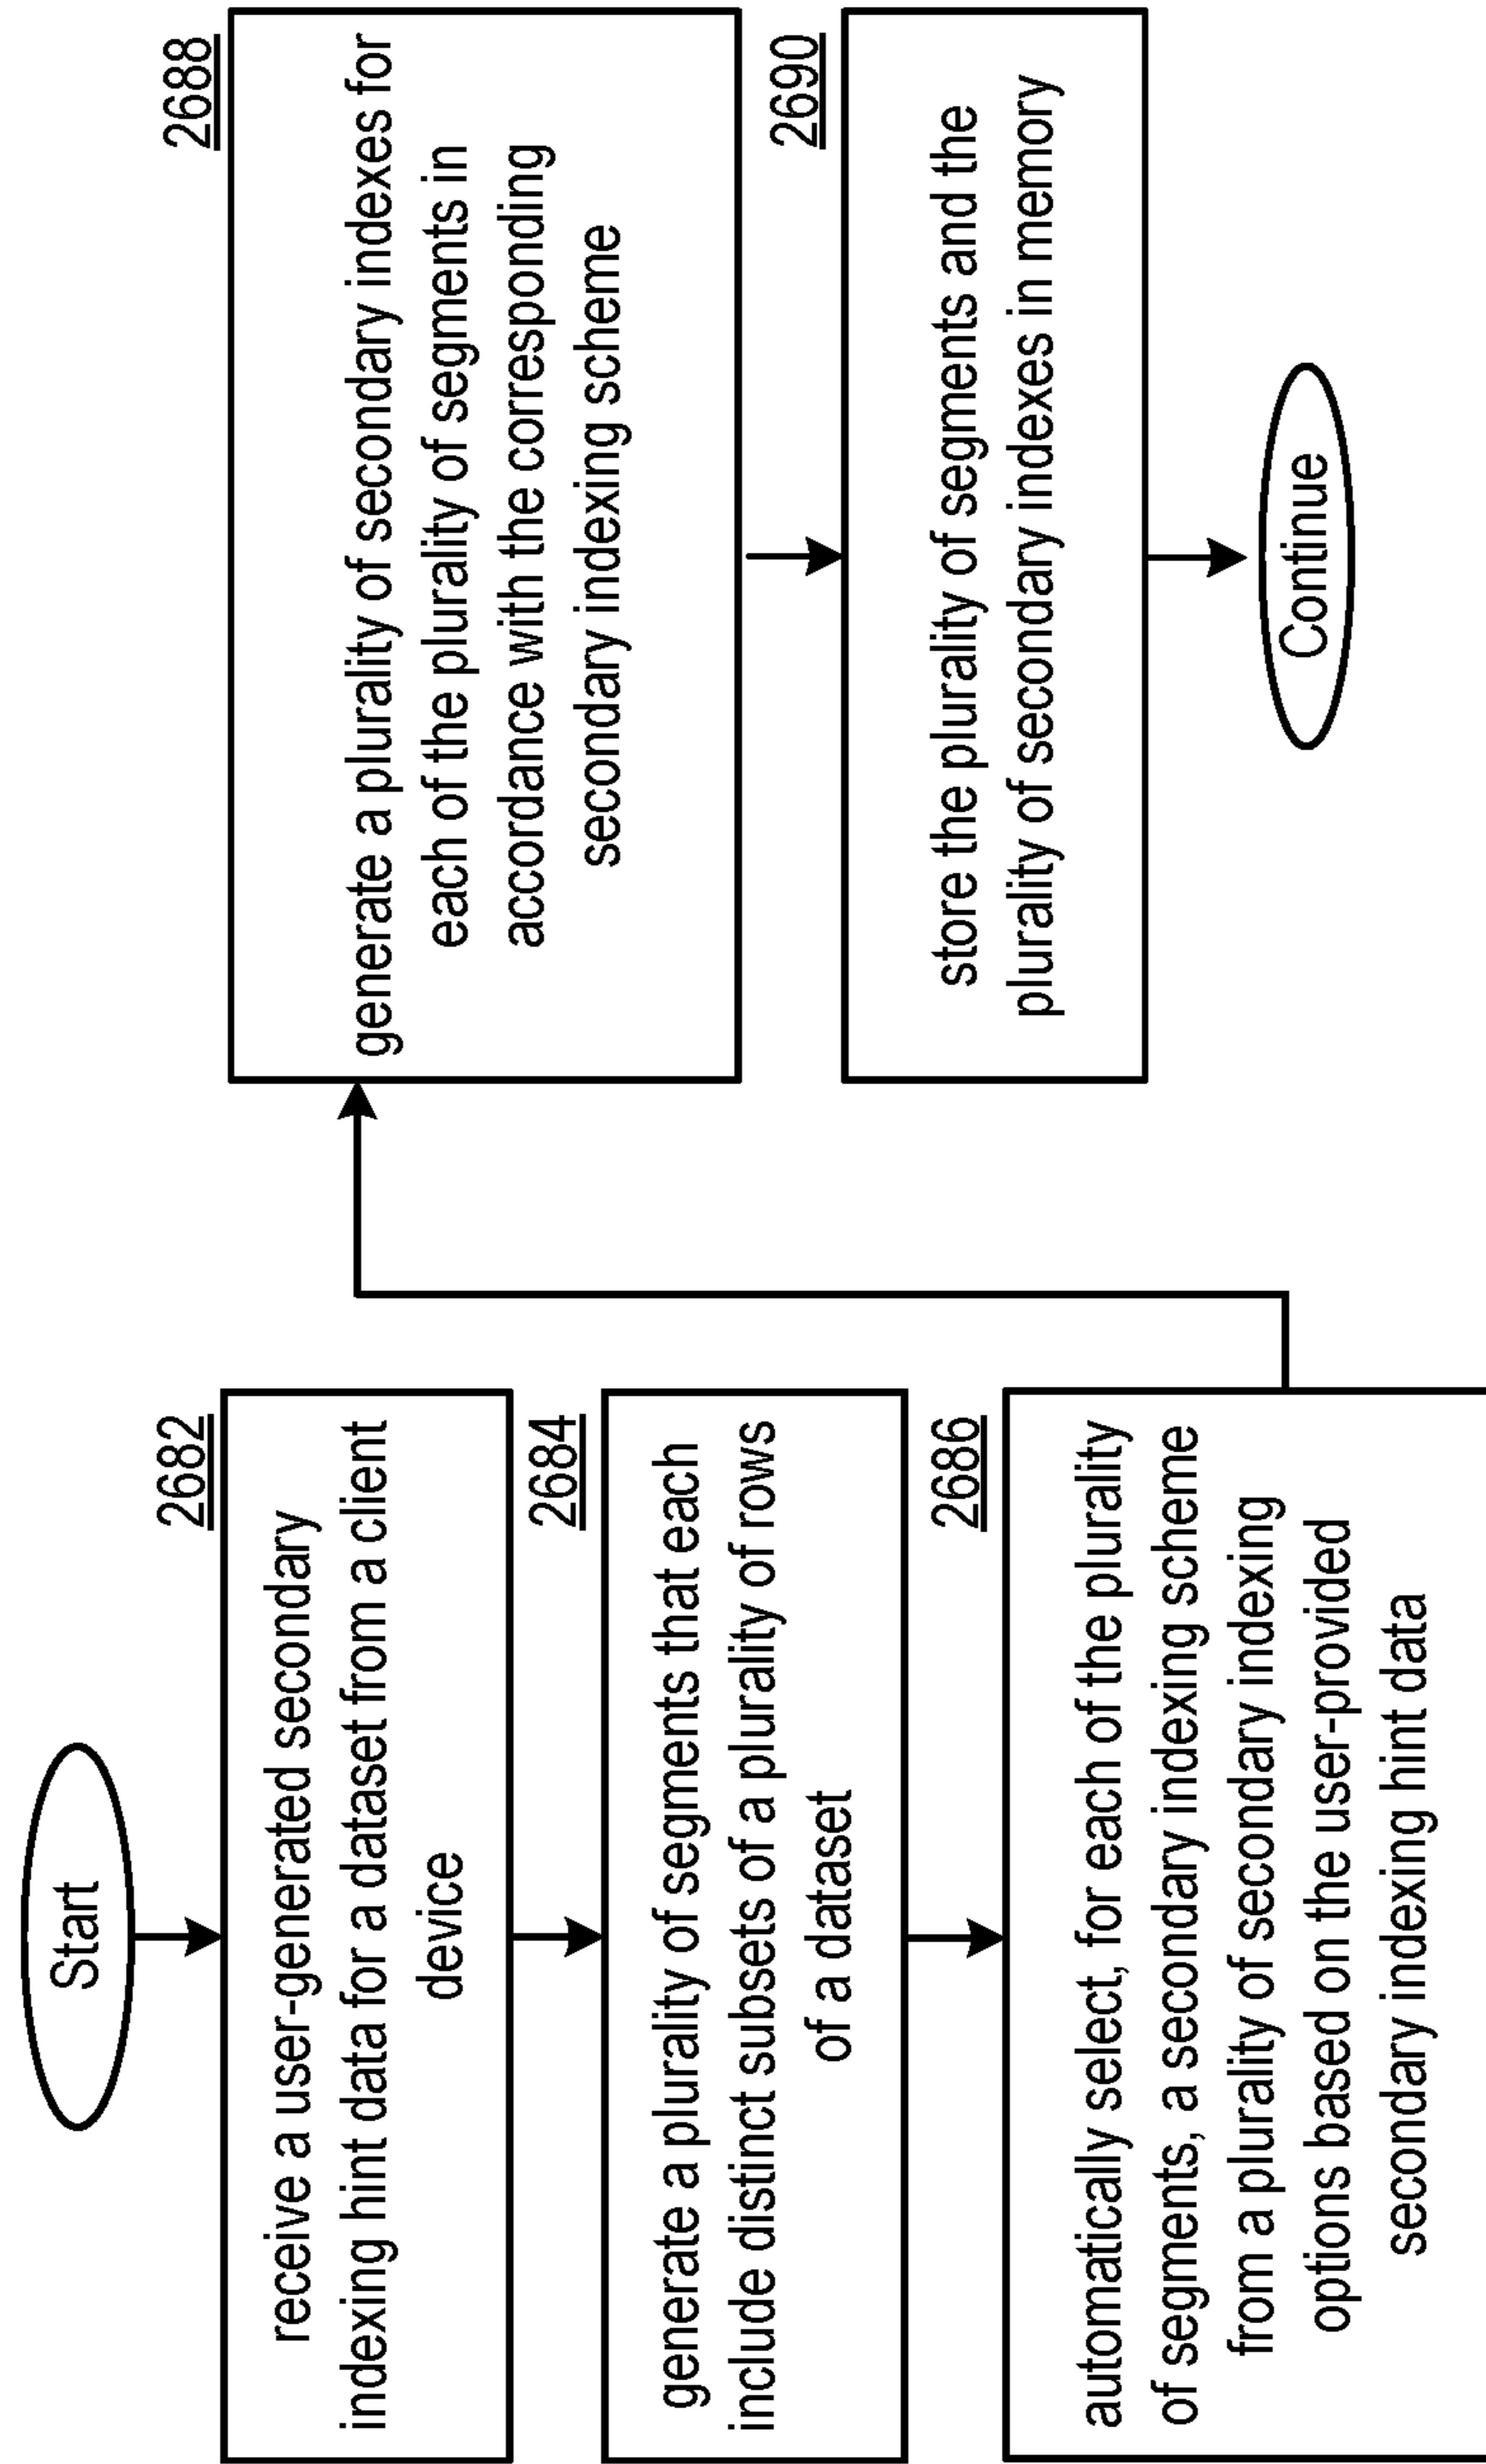 Start
2682
receive a user-generated secondary
indexing hint data for a dataset from a client
device
2684
generate a plurality of segments that each
include distinct subsets of a plurality of rows
of a dataset
2686
automatically select, for each of the plurality
of segments, a secondary indexing scheme
from a plurality of secondary indexing
options based on the user-provided
secondary indexing hint data
2688
generate a plurality of secondary indexes for
each of the plurality of segments in
accordance with the corresponding
secondary indexing scheme
2690
store the plurality of segments and the
plurality of secondary indexes in memory
Continue